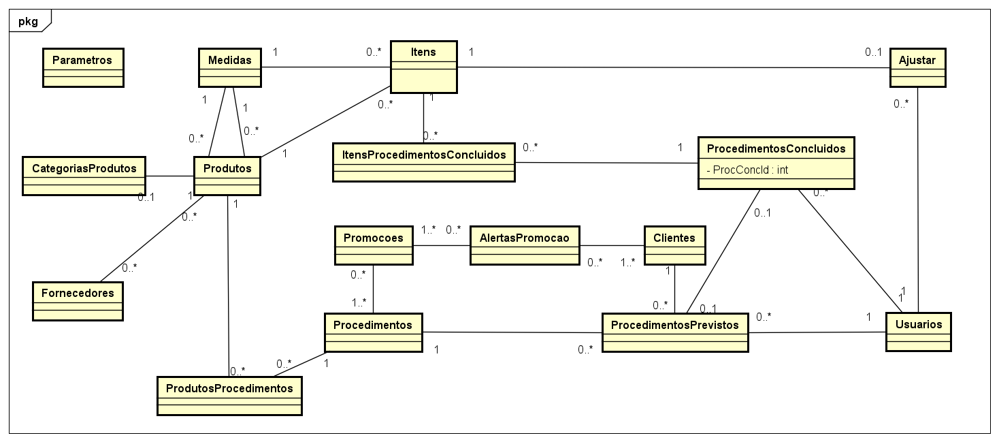 pkg
Parametros
Medidas
1
0..*
Itens
1
0..1
Ajustar
1
1
0..*
1
0..*
0..*
0..*
1
0..*
0..*
1
CategoriasProdutos
Produtos
ItensProcedimentosConcluidos
ProcedimentosConcluidos
- ProcConcId : int
0..1
1
0..*
1
0..1
0..*
Promocoes
1..*
0..*
AlertasPromocao
0..*
1..*
Clientes
0..*
1
0..*
1..*
0..*
0..1
1
1
Fornecedores
Procedimentos
1
0..*
ProcedimentosPrevistos
0..*
1
Usuarios
0..*
1
0..*
ProdutosProcedimentos